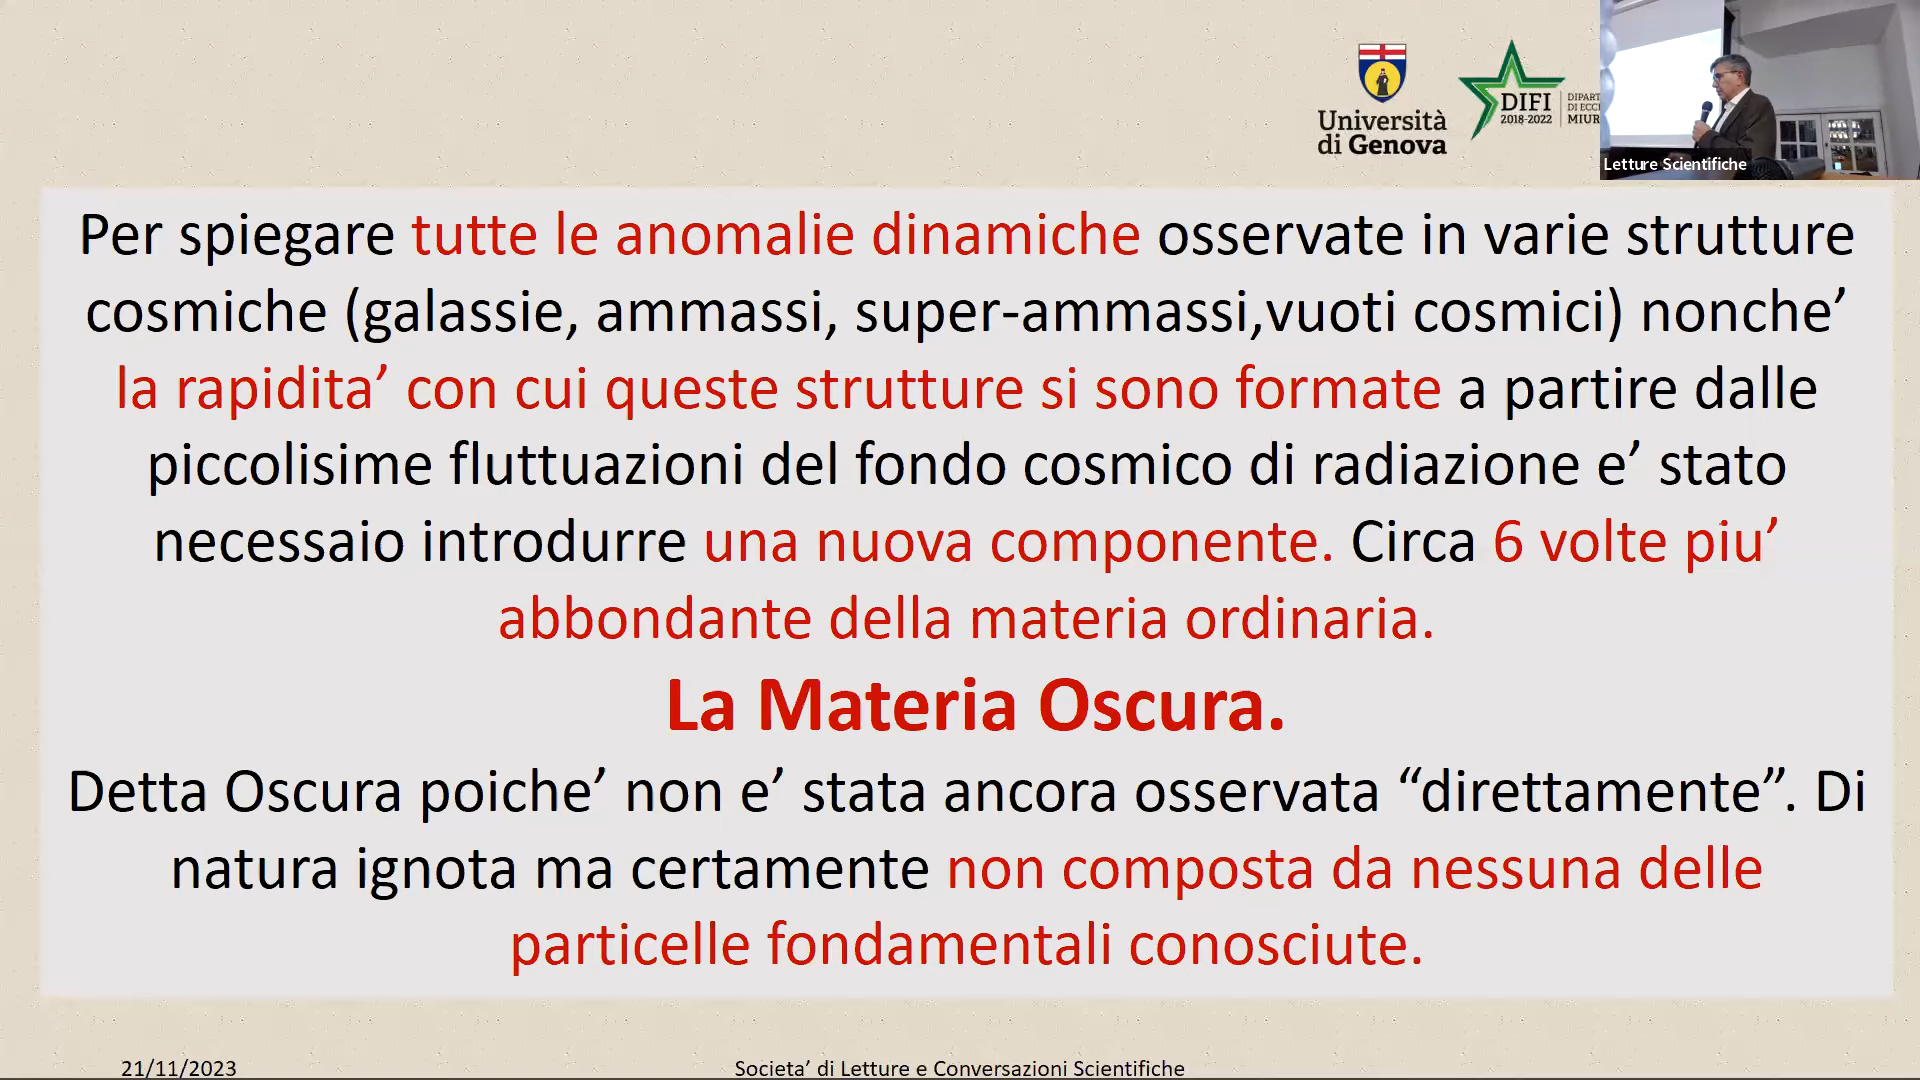 Università
di Genova
DIFI
2018-2022
MIUR
Letture Scientifiche
Per spiegare tutte le anomalie dinamiche osservate in varie strutture
cosmiche (galassie, ammassi, super-ammassi,vuoti cosmici) nonche’
la rapidita’ con cui queste strutture si sono formate a partire dalle
piccolisime fluttuazioni del fondo cosmico di radiazione e’ stato
necessaio introdurre una nuova componente. Circa 6 volte piu’
abbondante della materia ordinaria.
La Materia Oscura.
Detta Oscura poiche’ non e’ stata ancora osservata “direttamente”. Di
natura ignota ma certamente non composta da nessuna delle
particelle fondamentali conosciute.
21/11/2023
Societa’ di Letture e Conversazioni Scientifiche